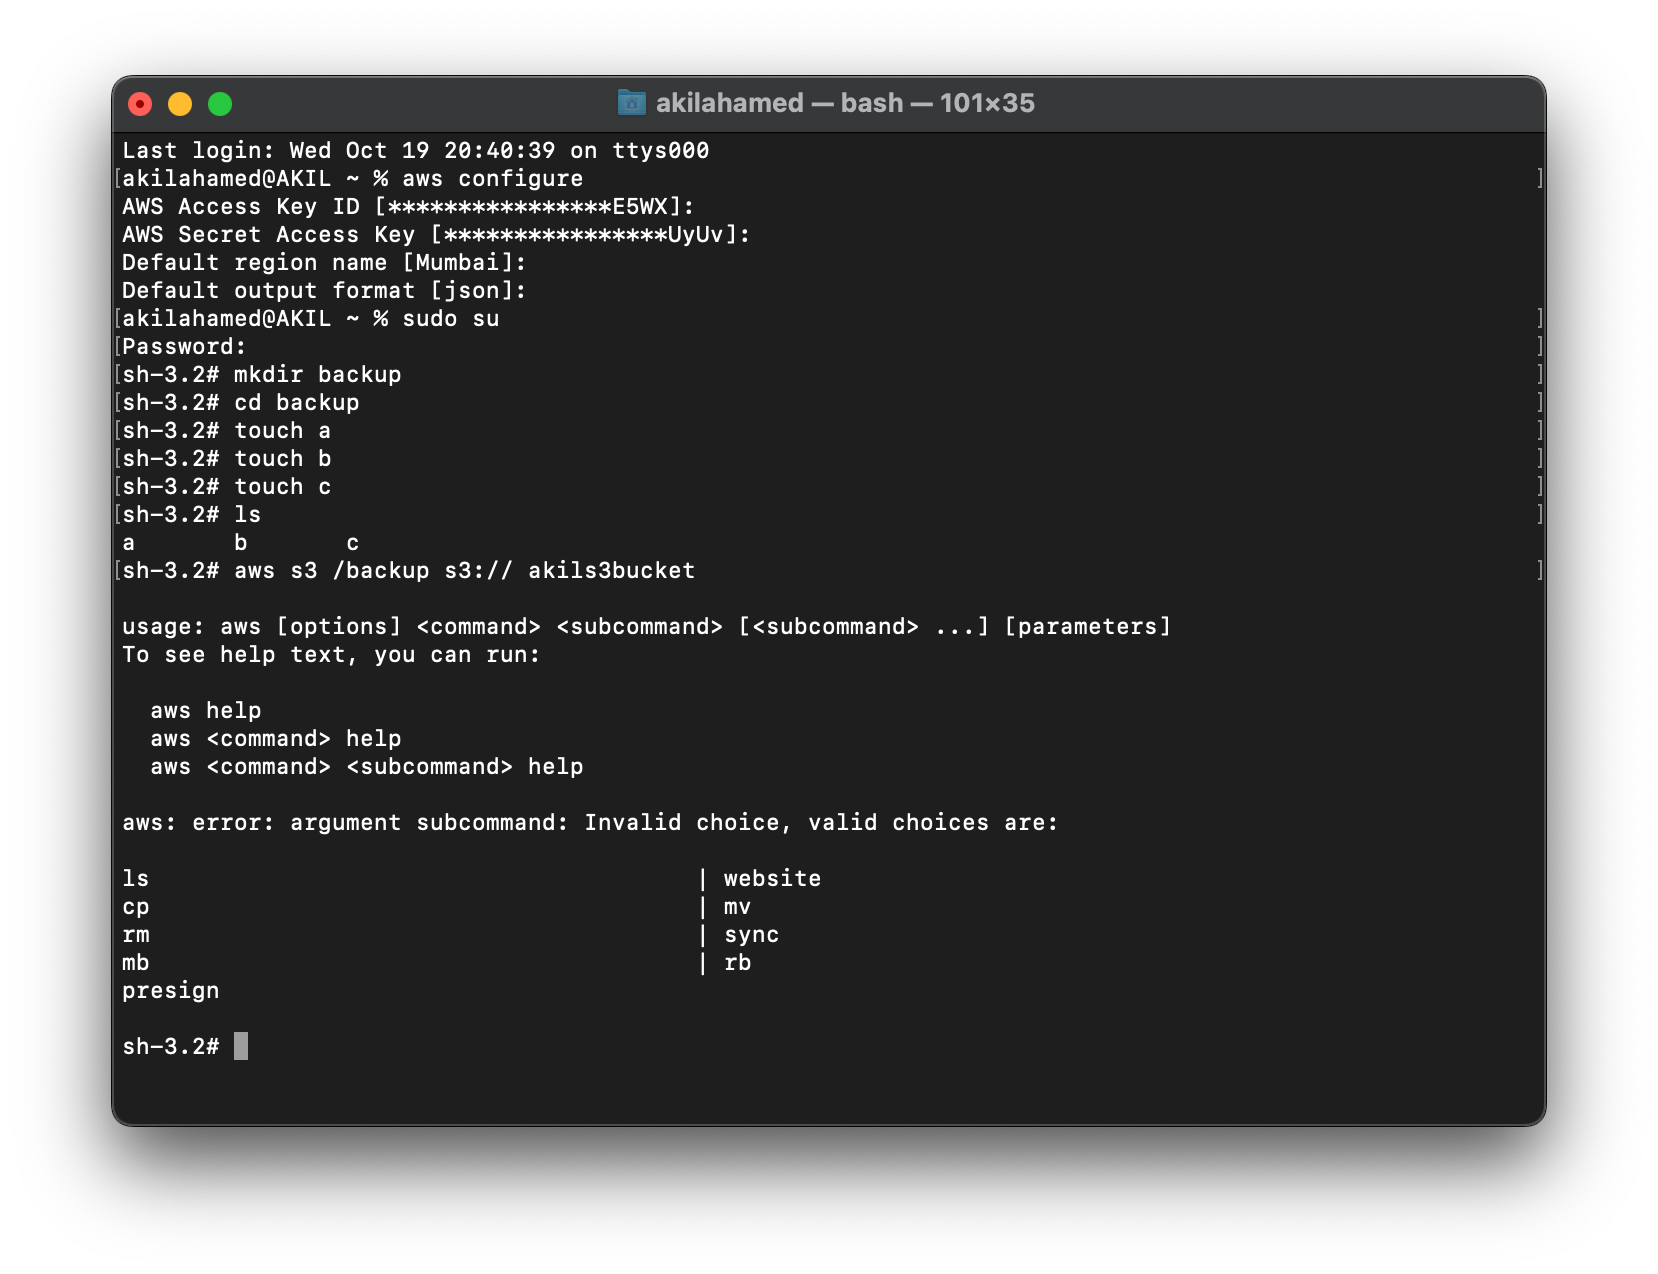 akilahamed — bash — 101×35
Last login: Wed Oct 19 20:40:39 on ttys000
[akilahamed@AKIL ~ % aws configure ]
AWS Access Key ID [****************E5WX]:
AWS Secret Access Key [****************UyUv]:
Default region name [Mumbai]:
Default output format [json]:
[akilahamed@AKIL ~ % sudo su ]
[Password: ]
[sh-3.2# mkdir backup ]
[sh-3.2# cd backup ]
[sh-3.2# touch a ]
[sh-3.2# touch b ]
[sh-3.2# touch c ]
[sh-3.2# ls ]
a b c
[sh-3.2# aws s3 /backup s3:// akils3bucket ]
usage: aws [options] <command> <subcommand> [<subcommand> ...] [parameters]
To see help text, you can run:
aws help
aws <command> help
aws <command> <subcommand> help
aws: error: argument subcommand: Invalid choice, valid choices are:
ls | website
cp | mv
rm | sync
mb | rb
presign
sh-3.2#